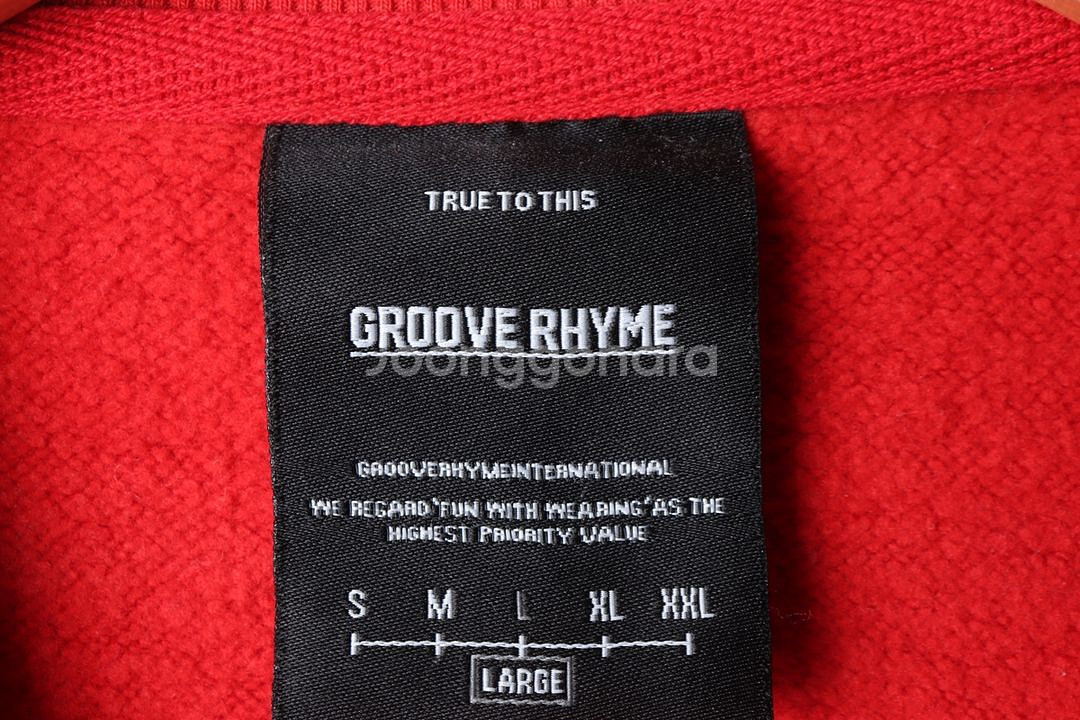 TRUE TO THIS
GROOVE RHYME
Joonggonara
GROOVERHYMEINTERNATIONAL
WE REGARD 'FUN WITH WEARING' AS THE
HIGHEST PRIORITY VALUE
S M L XL XXL
LARGE